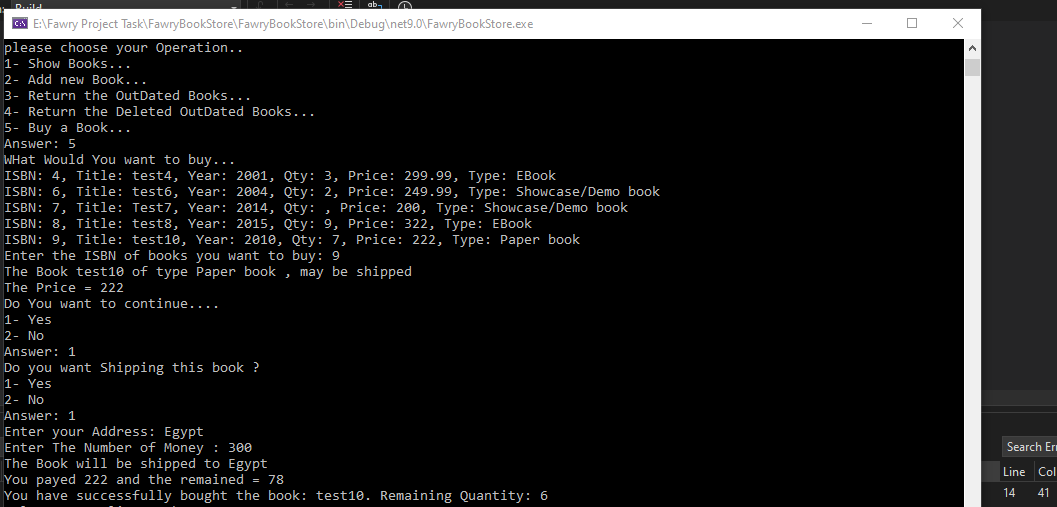 Build
E:\Fawry Project Task\FawryBookStore\FawryBookStore\bin\Debug\net9.0\FawryBookStore.exe
please choose your Operation..
1- Show Books...
2- Add new Book...
3- Return the OutDated Books...
4- Return the Deleted OutDated Books...
5- Buy a Book...
Answer: 5
WHat Would You want to buy...
ISBN: 4, Title: test4, Year: 2001, Qty: 3, Price: 299.99, Type: EBook
ISBN: 6, Title: test6, Year: 2004, Qty: 2, Price: 249.99, Type: Showcase/Demo book
ISBN: 7, Title: Test7, Year: 2014, Qty: , Price: 200, Type: Showcase/Demo book
ISBN: 8, Title: test8, Year: 2015, Qty: 9, Price: 322, Type: EBook
ISBN: 9, Title: test10, Year: 2010, Qty: 7, Price: 222, Type: Paper book
Enter the ISBN of books you want to buy: 9
The Book test10 of type Paper book , may be shipped
The Price = 222
Do You want to continue....
1- Yes
2- No
Answer: 1
Do you want Shipping this book ?
1- Yes
2- No
Answer: 1
Enter your Address: Egypt
Enter The Number of Money : 300
The Book will be shipped to Egypt
You payed 222 and the remained = 78
You have successfully bought the book: test10. Remaining Quantity: 6
Search Er
Line Col
14 41